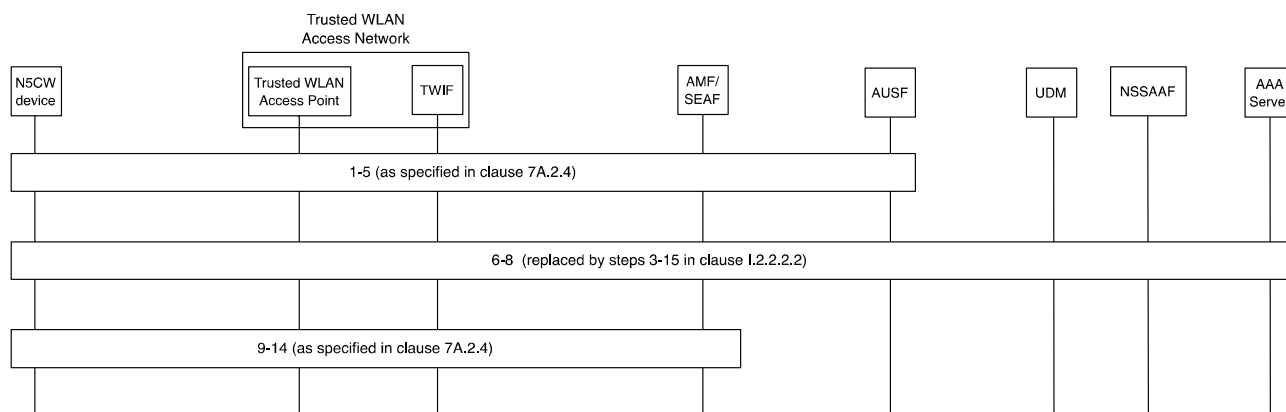 Trusted WLAN
Access Network
N5CW
device
Trusted WLAN
Access Point
TWIF
AMF/
SEAF
AUSF
UDM
NSSAAF
AAA
Serve
1-5 (as specified in clause 7A.2.4)
6-8 (replaced by steps 3-15 in clause I.2.2.2.2)
9-14 (as specified in clause 7A.2.4)